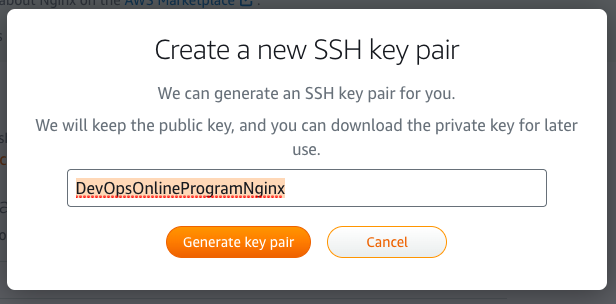 about Nginx on the AWS Marketplace
Create a new SSH key pair
We can generate an SSH key pair for you.
We will keep the public key, and you can download the private key for later
use.
DevOpsOnlineProgramNginx
Generate key pair
Cancel